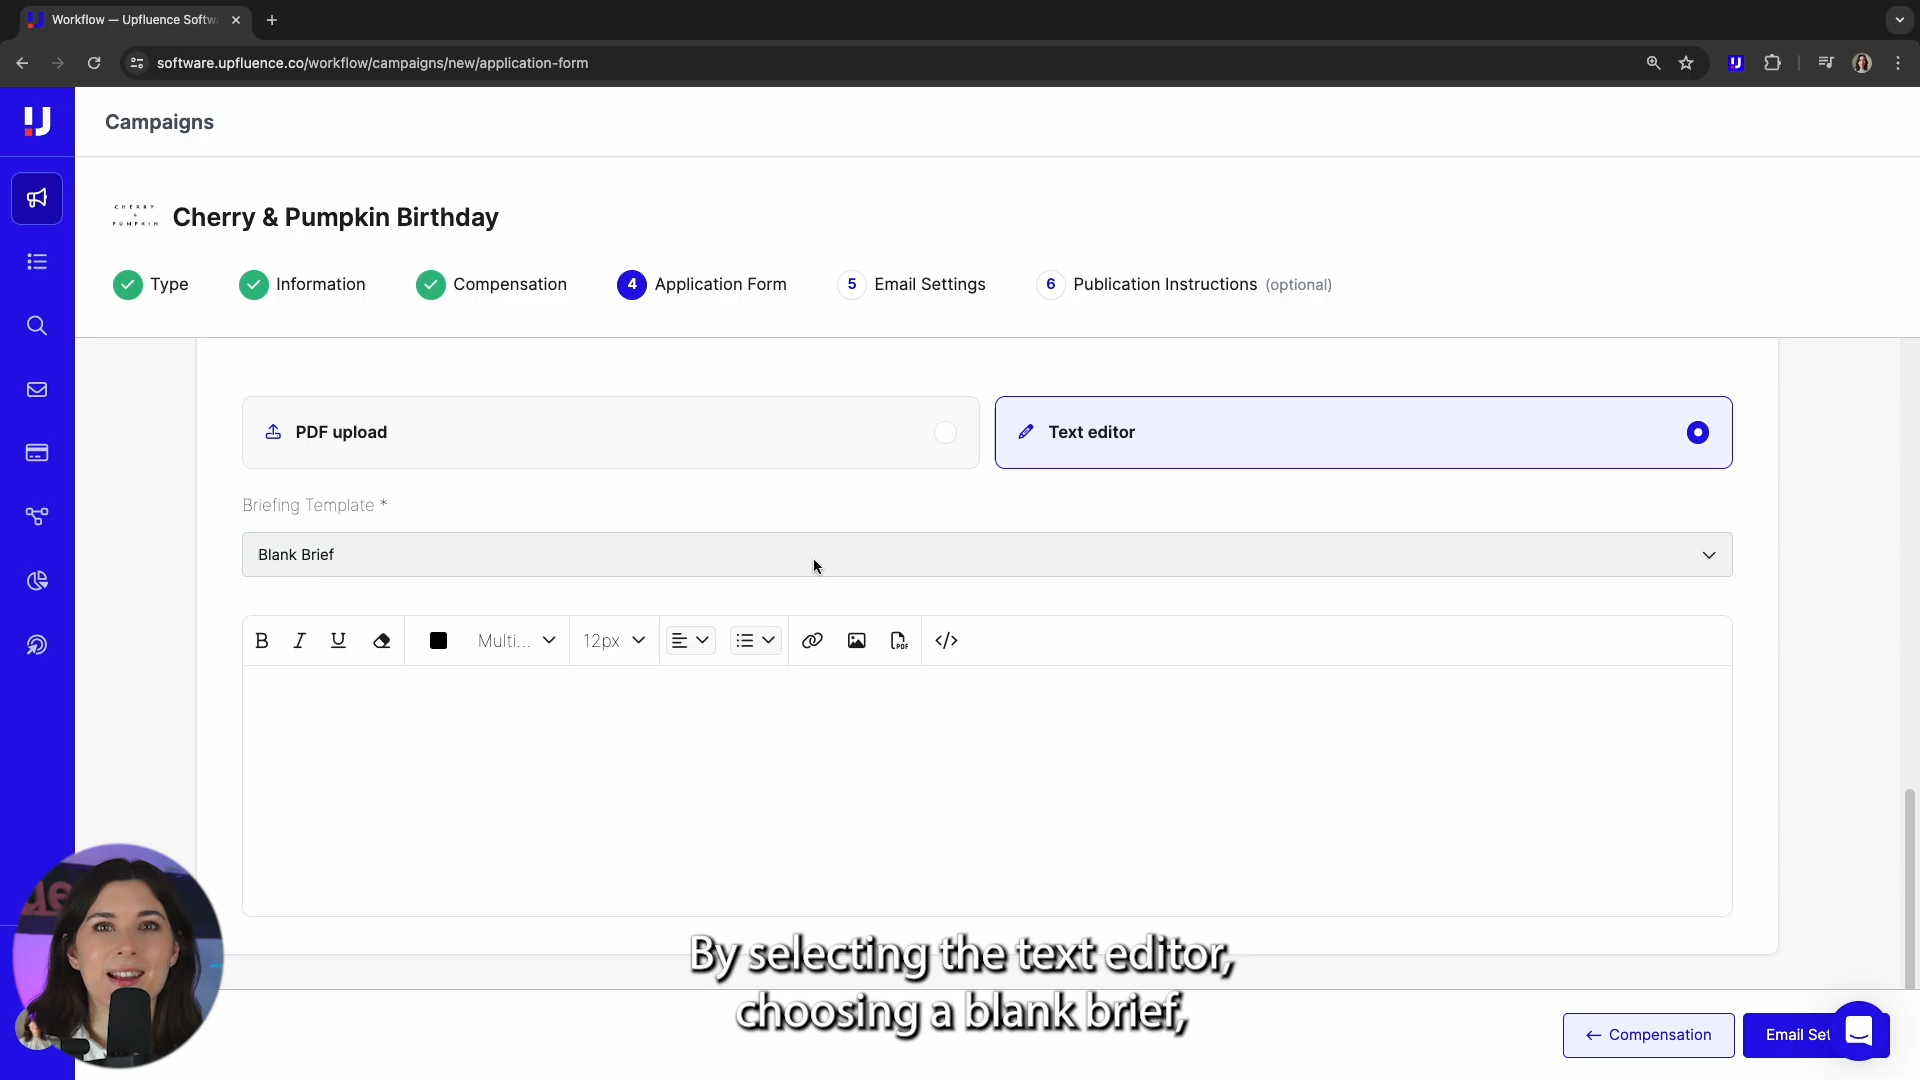 Workflow — Upfluence Softw
software.upfluence.co/workflow/campaigns/new/application-form
Campaigns
CHERRY
&
PUMPKIN
Cherry & Pumpkin Birthday
Type
Information
Compensation
4 Application Form
5 Email Settings
6 Publication Instructions (optional)
PDF upload
Text editor
Briefing Template *
Blank Brief
B I U Multi... 12px PDF </>
By selecting the text editor,
choosing a blank brief,
← Compensation
Email Set